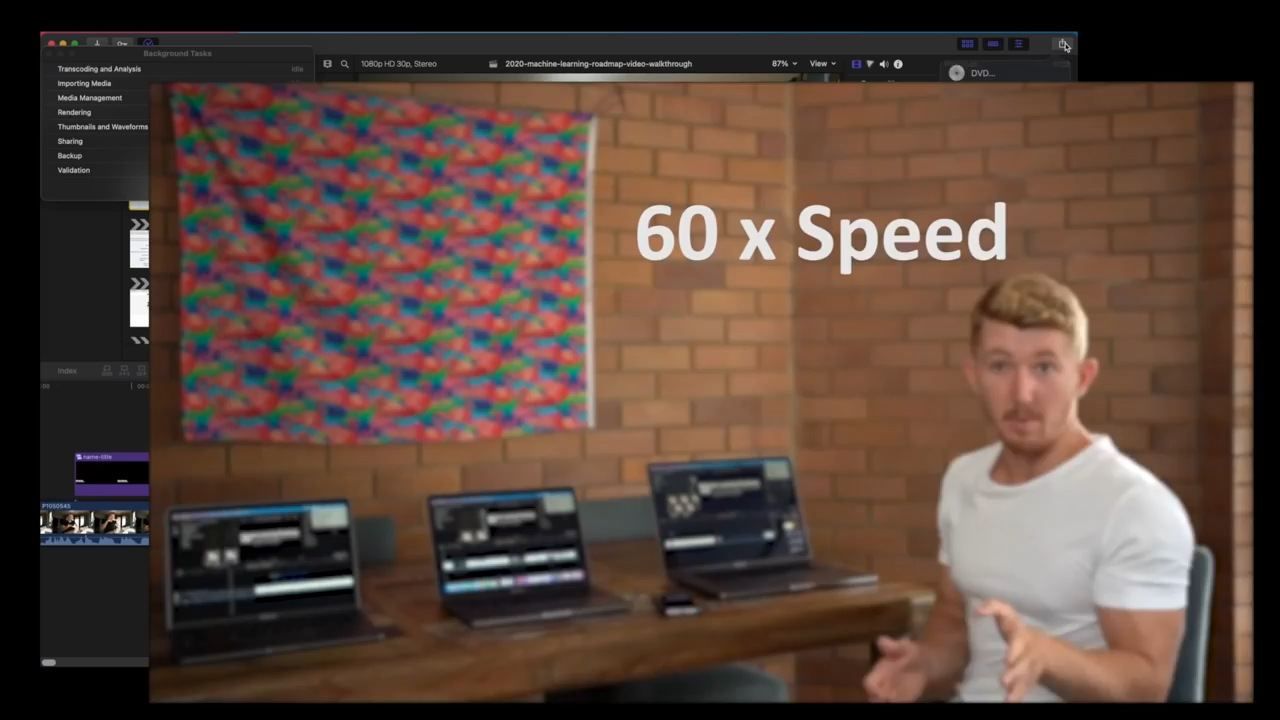 Background Tasks
Transcoding and Analysis
Idle
Importing Media
Media Management
Rendering
Thumbnails and Waveforms
Sharing
Backup
Validation
1080p HD 30p, Stereo
2020-machine-learning-roadmap-video-walkthrough
87%
View
DVD...
60 x Speed
Index
name-title
P1080945